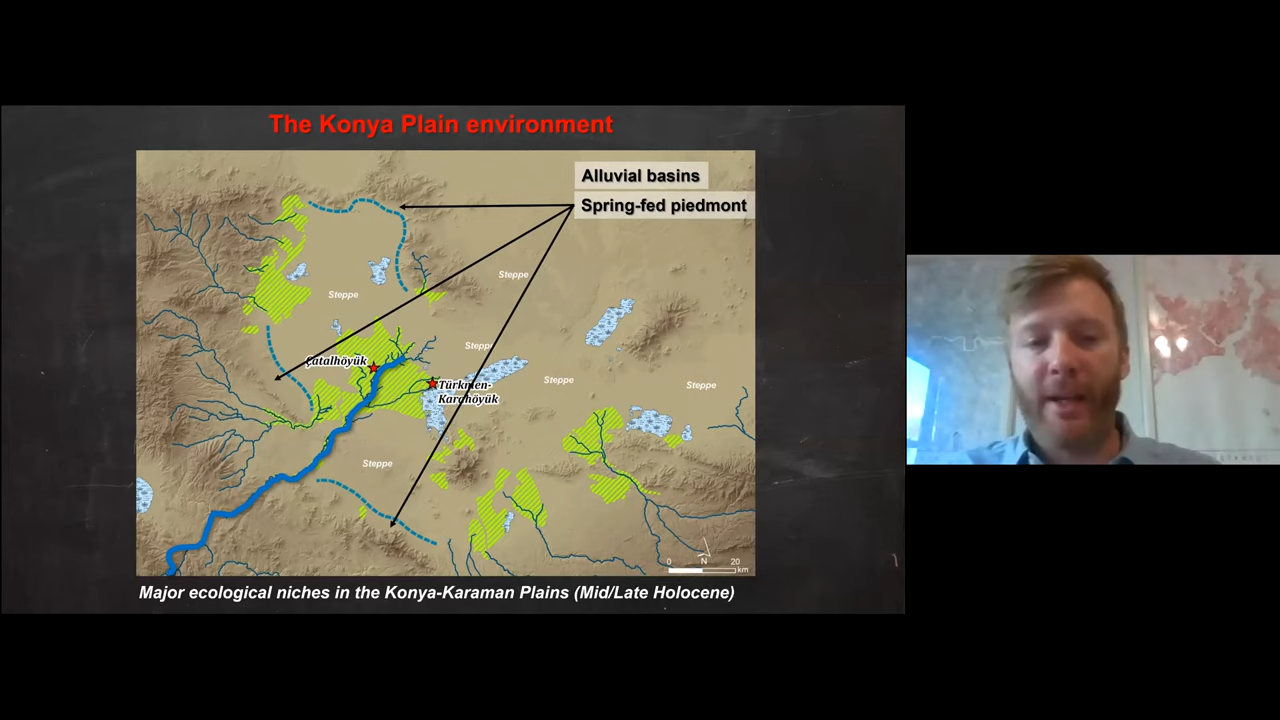 The Konya Plain environment
Alluvial basins
Spring-fed piedmont
Steppe
Steppe
Steppe
Çatalhöyük
Türkmen-
Karahöyük
Steppe
Steppe
Steppe
0 N 20
km
Major ecological niches in the Konya-Karaman Plains (Mid/Late Holocene)